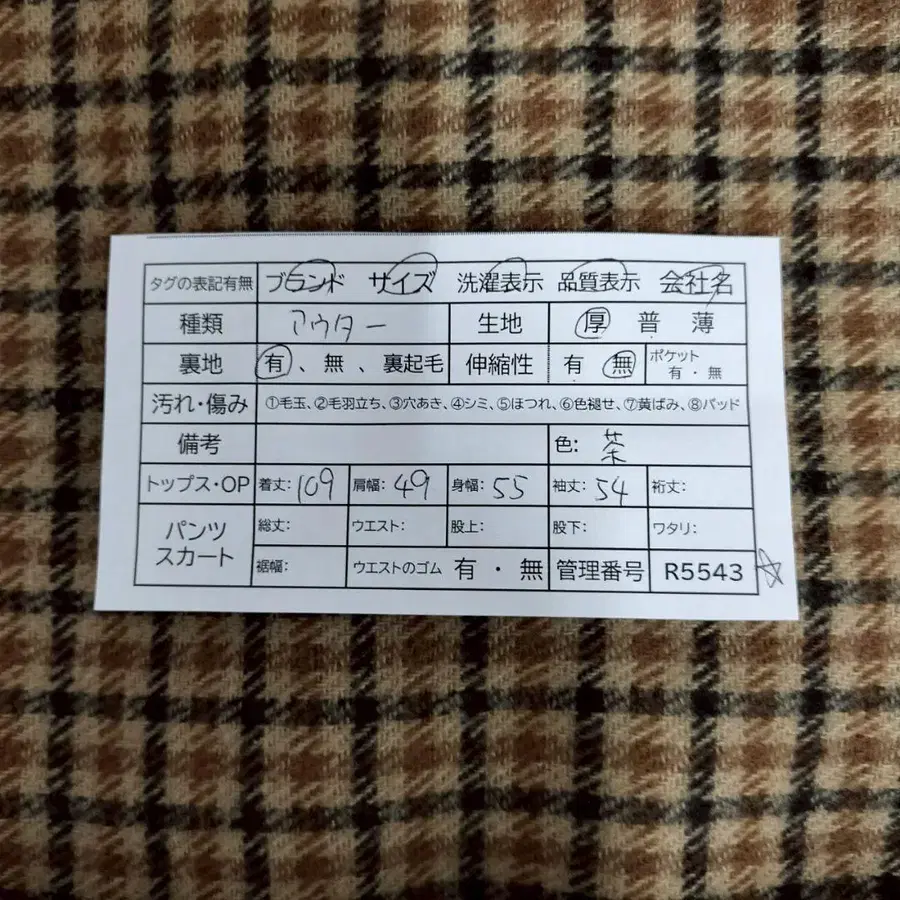 タグの表記有無 ブランド サイズ 洗濯表示 品質表示 会社名
種類 アウター 生地 厚 普 薄
裏地 有、無、裏起毛 伸縮性 有 無 ポケット 有・無
汚れ・傷み ①毛玉、②毛羽立ち、③穴あき、④シミ、⑤ほつれ、⑥色褪せ、⑦黄ばみ、⑧パッド
備考 色: 茶
トップス・OP 着丈: 109 肩幅: 49 身幅: 55 袖丈: 54 裄丈:
パンツ スカート 総丈: ウエスト: 股上: 股下: ワタリ:
裾幅: ウエストのゴム 有・無 管理番号 R5543